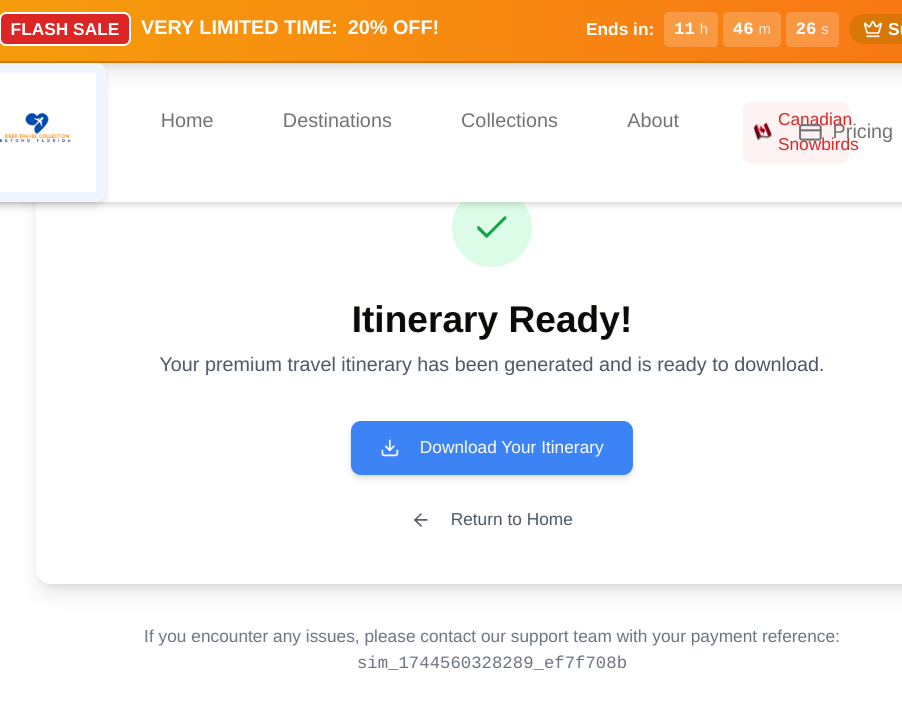 FLASH SALE VERY LIMITED TIME: 20% OFF! Ends in: 11 h 46 m 26 s
DEEP TRAVEL COLLECTION
BEYOND FLORIDA
Home Destinations Collections About
Canadian
Snowbirds
Pricing
Itinerary Ready!
Your premium travel itinerary has been generated and is ready to download.
Download Your Itinerary
Return to Home
If you encounter any issues, please contact our support team with your payment reference:
sim_1744560328289_ef7f708b